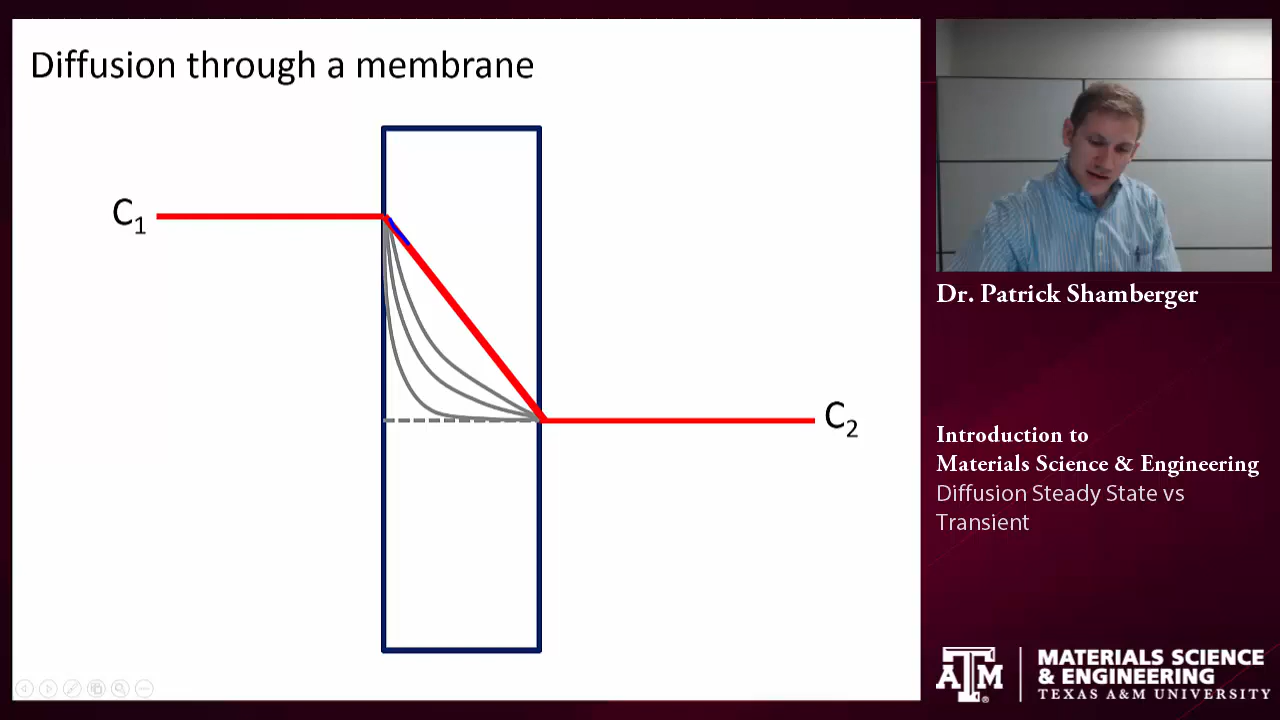 Diffusion through a membrane
C₁
C₂
Dr. Patrick Shamberger
Introduction to
Materials Science & Engineering
Diffusion Steady State vs
Transient
ATM
MATERIALS SCIENCE
& ENGINEERING
TEXAS A&M UNIVERSITY